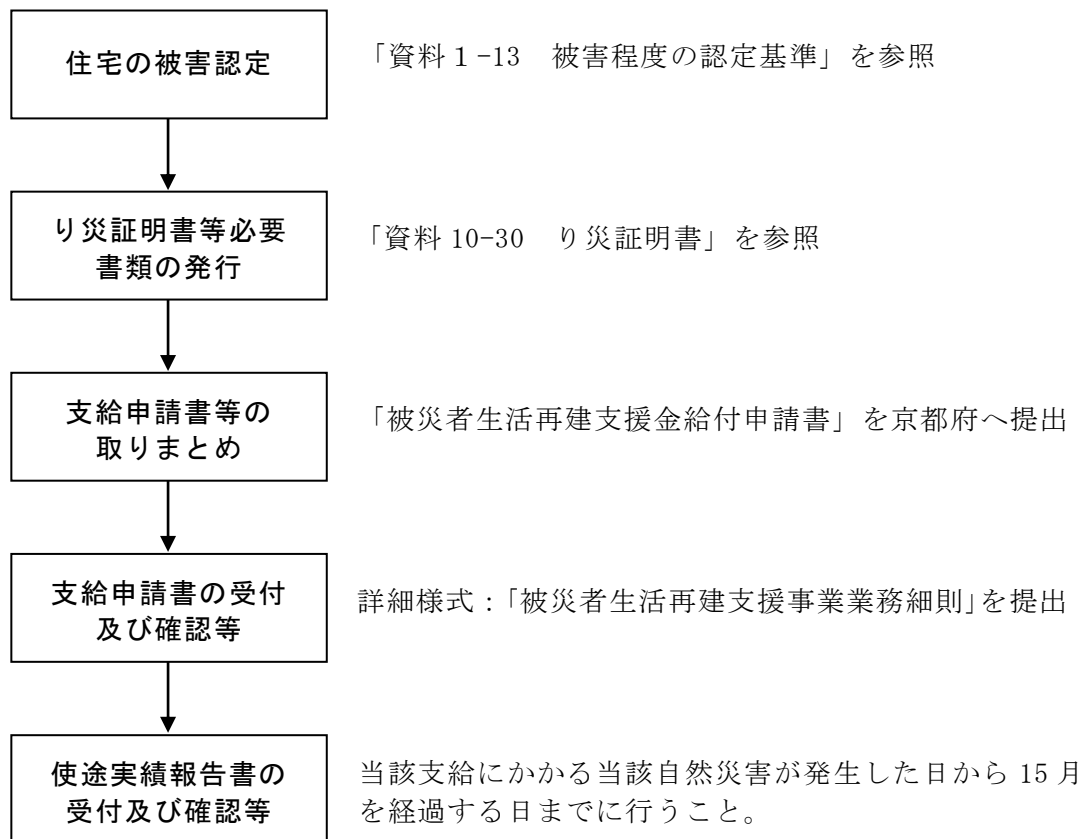 住宅の被害認定
「資料１-13　被害程度の認定基準」を参照
り災証明書等必要
書類の発行
「資料 10-30　り災証明書」を参照
支給申請書等の
取りまとめ
「被災者生活再建支援金給付申請書」を京都府へ提出
支給申請書の受付
及び確認等
詳細様式：「被災者生活再建支援事業業務細則」を提出
使途実績報告書の
受付及び確認等
当該支給にかかる当該自然災害が発生した日から 15 月
を経過する日までに行うこと。